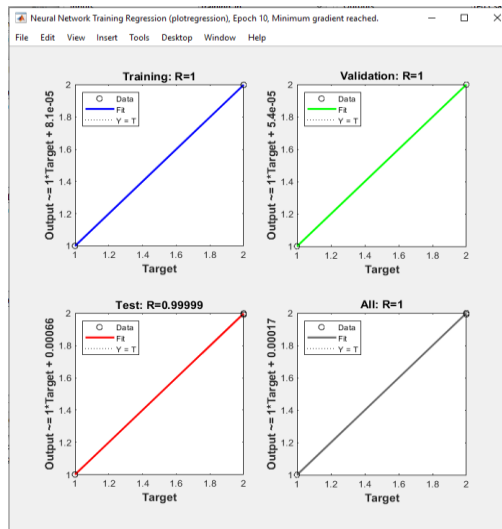 Neural Network Training Regression (plotregression), Epoch 10, Minimum gradient reached.
File Edit View Insert Tools Desktop Window Help
Training: R=1
Output ~= 1*Target + 8.1e-05
2
1.8
1.6
1.4
1.2
1
Data
Fit
Y = T
1 1.2 1.4 1.6 1.8 2
Target
Validation: R=1
Output ~= 1*Target + 5.4e-05
2
1.8
1.6
1.4
1.2
1
Data
Fit
Y = T
1 1.2 1.4 1.6 1.8 2
Target
Test: R=0.99999
Output ~= 1*Target + 0.00066
2
1.8
1.6
1.4
1.2
1
Data
Fit
Y = T
1 1.2 1.4 1.6 1.8 2
Target
All: R=1
Output ~= 1*Target + 0.00017
2
1.8
1.6
1.4
1.2
1
Data
Fit
Y = T
1 1.2 1.4 1.6 1.8 2
Target